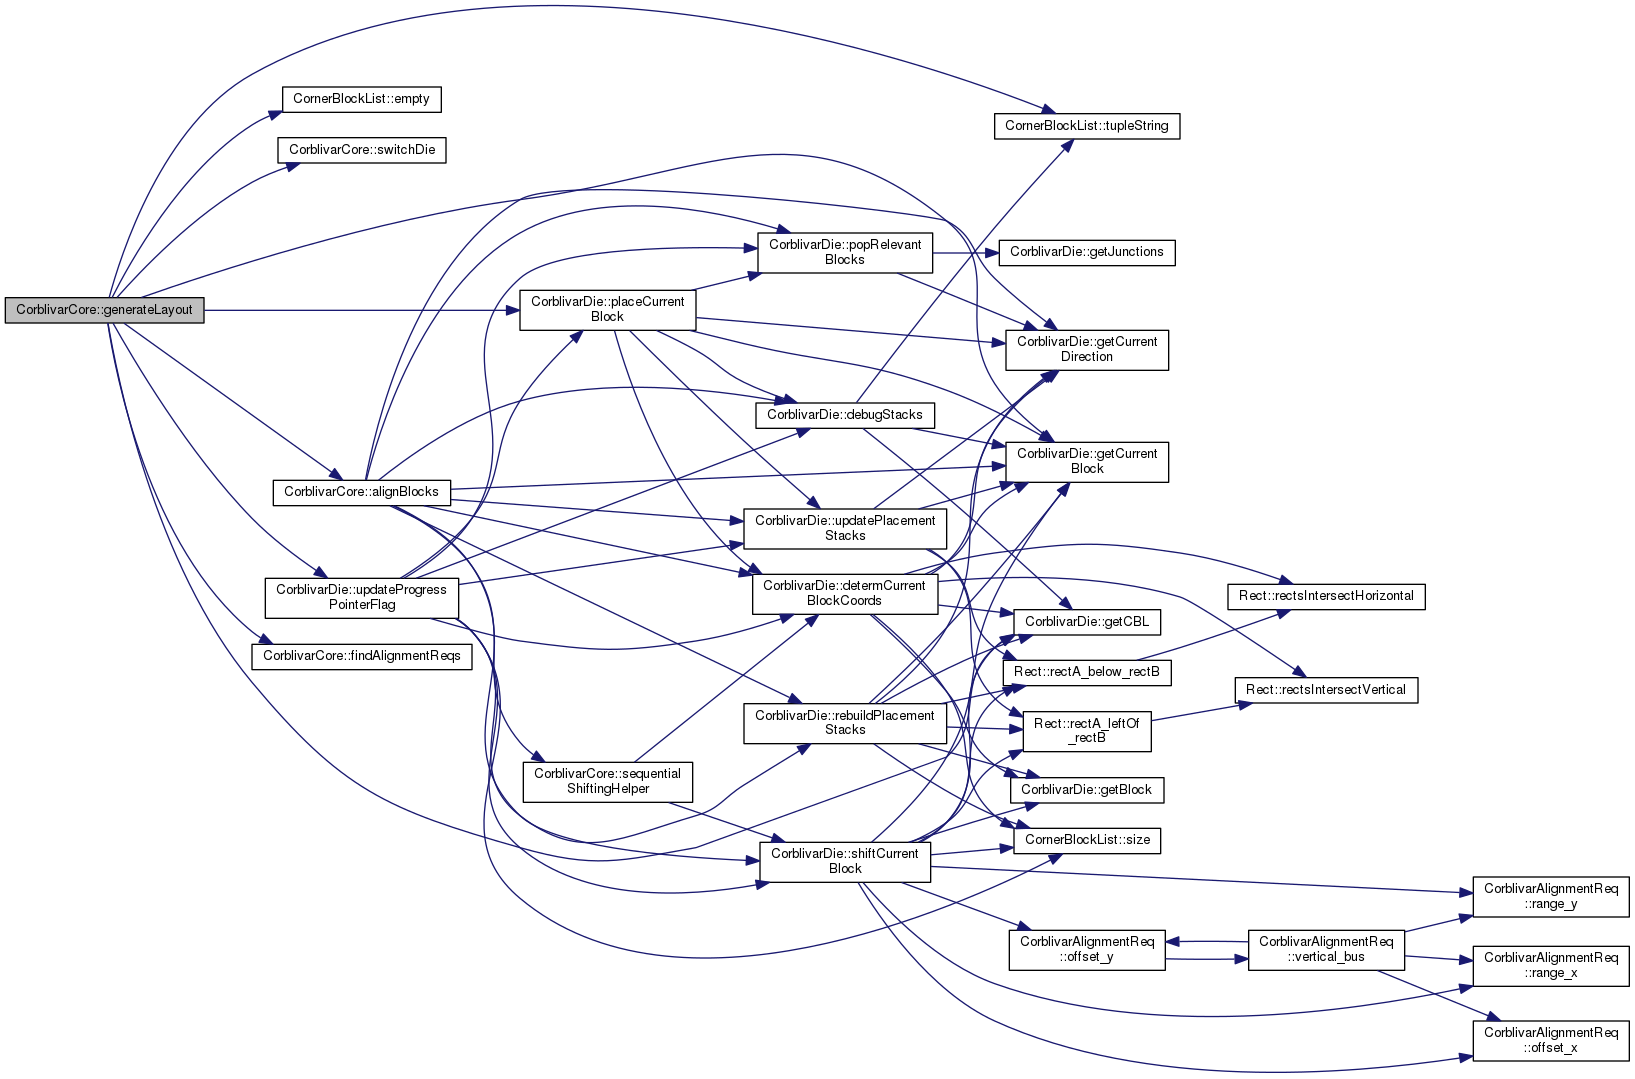 CornerBlockList::empty
CornerBlockList::tupleString
CorblivarCore::switchDie
CorblivarDie::popRelevant
Blocks
CorblivarDie::getJunctions
CorblivarCore::generateLayout
CorblivarDie::placeCurrent
Block
CorblivarDie::getCurrent
Direction
CorblivarDie::debugStacks
CorblivarDie::getCurrent
Block
CorblivarCore::alignBlocks
CorblivarDie::updatePlacement
Stacks
CorblivarDie::updateProgress
PointerFlag
CorblivarDie::determCurrent
BlockCoords
Rect::rectsIntersectHorizontal
CorblivarDie::getCBL
CorblivarCore::findAlignmentReqs
Rect::rectA_below_rectB
Rect::rectsIntersectVertical
CorblivarDie::rebuildPlacement
Stacks
Rect::rectA_leftOf
_rectB
CorblivarCore::sequential
ShiftingHelper
CorblivarDie::getBlock
CornerBlockList::size
CorblivarDie::shiftCurrent
Block
CorblivarAlignmentReq
::range_y
CorblivarAlignmentReq
::offset_y
CorblivarAlignmentReq
::vertical_bus
CorblivarAlignmentReq
::range_x
CorblivarAlignmentReq
::offset_x